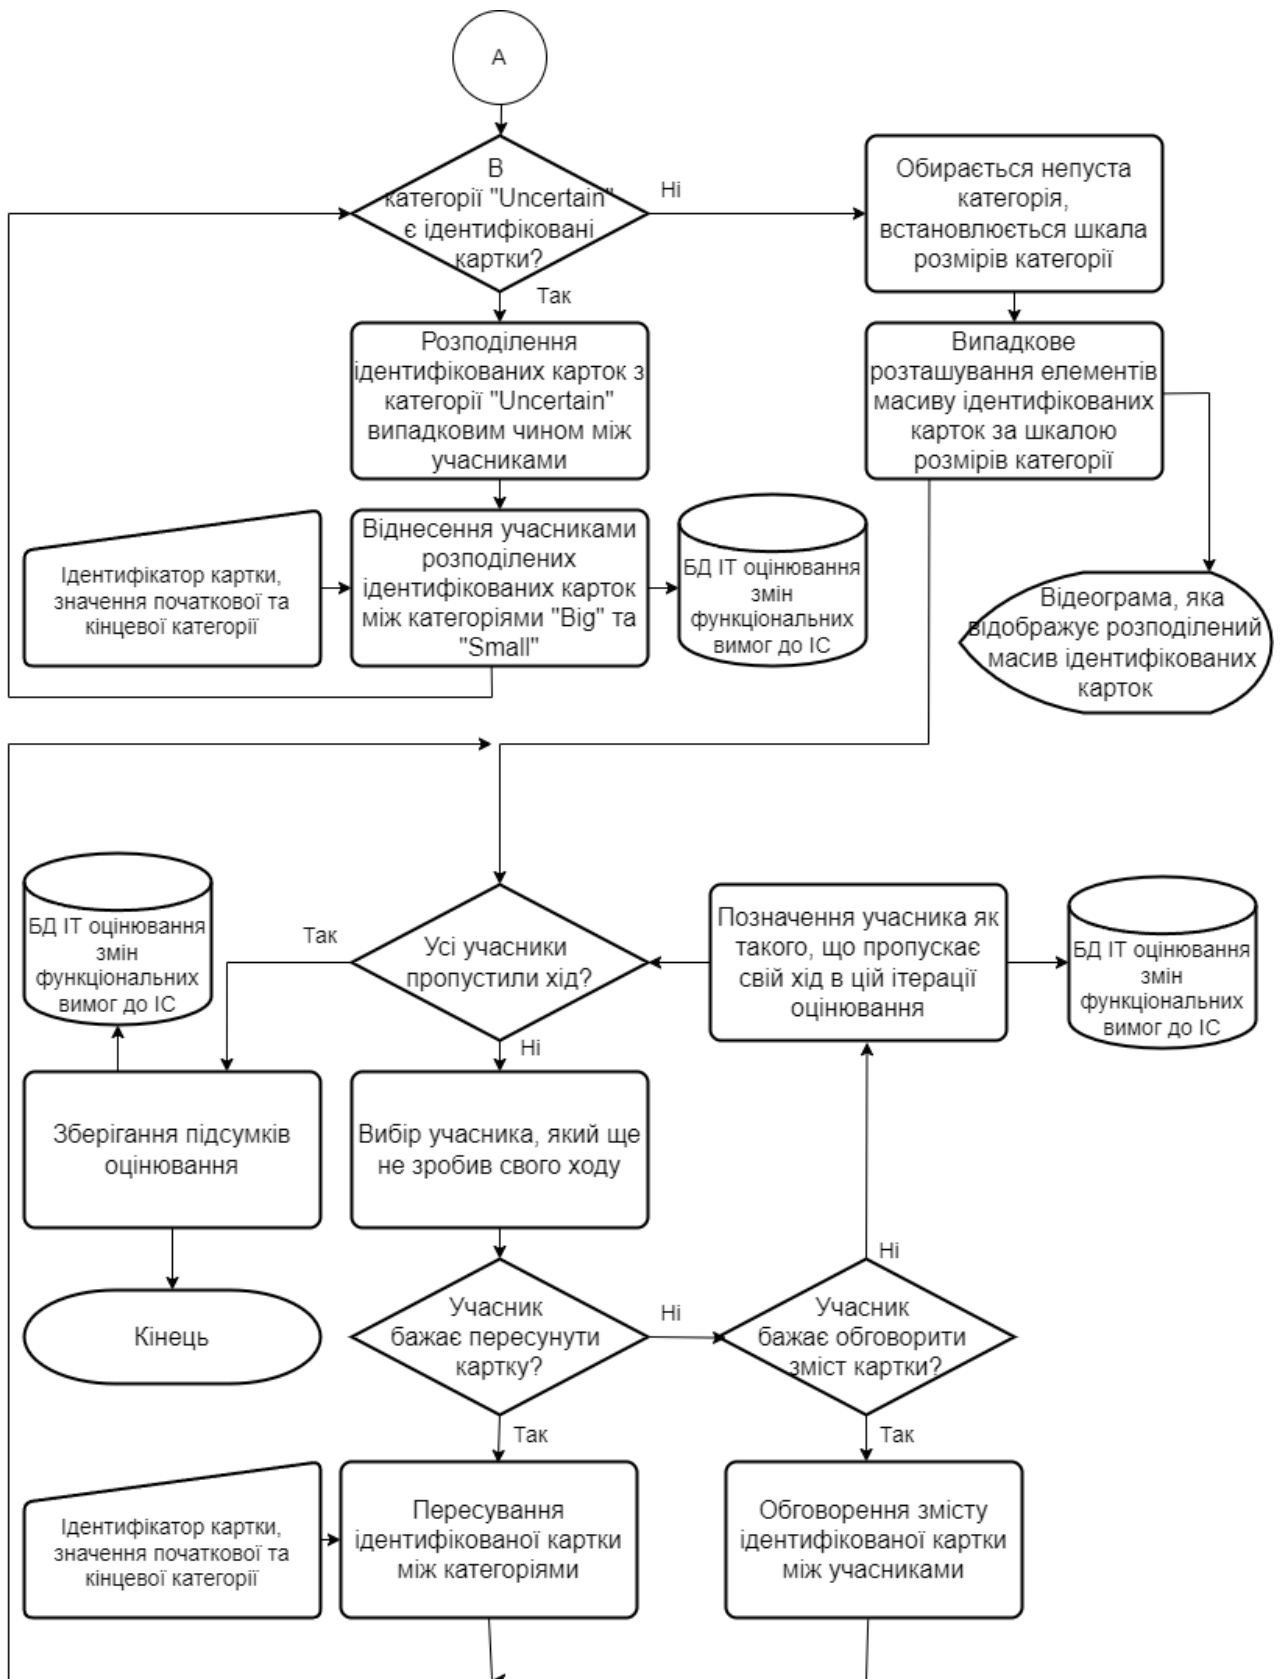 А
В
категорії "Uncertain"
є ідентифіковані
картки?
Ні
Обирається непуста
категорія,
встановлюється шкала
розмірів категорії
Так
Розподілення
ідентифікованих карток з
категорії "Uncertain"
випадковим чином між
учасниками
Випадкове
розташування елементів
масиву ідентифікованих
карток за шкалою
розмірів категорії
Ідентифікатор картки,
значення початкової та
кінцевої категорії
Віднесення учасниками
розподілених
ідентифікованих карток
між категоріями "Big" та
"Small"
БД ІТ оцінювання
змін
функціональних
вимог до ІС
Відеограма, яка
відображує розподілений
масив ідентифікованих
карток
БД ІТ оцінювання
змін
функціональних
вимог до ІС
Так
Усі учасники
пропустили хід?
Позначення учасника як
такого, що пропускає
свій хід в цій ітерації
оцінювання
БД ІТ оцінювання
змін
функціональних
вимог до ІС
Ні
Зберігання підсумків
оцінювання
Вибір учасника, який ще
не зробив свого ходу
Ні
Кінець
Учасник
бажає пересунути
картку?
Ні
Учасник
бажає обговорити
зміст картки?
Так
Так
Ідентифікатор картки,
значення початкової та
кінцевої категорії
Пересування
ідентифікованої картки
між категоріями
Обговорення змісту
ідентифікованої картки
між учасниками